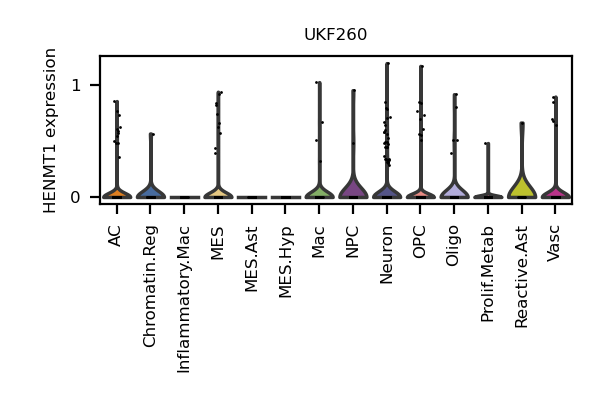 UKF260
HENMT1 expression
1
0
AC
Chromatin.Reg
Inflammatory.Mac
MES
MES.Ast
MES.Hyp
Mac
NPC
Neuron
OPC
Oligo
Prolif.Metab
Reactive.Ast
Vasc